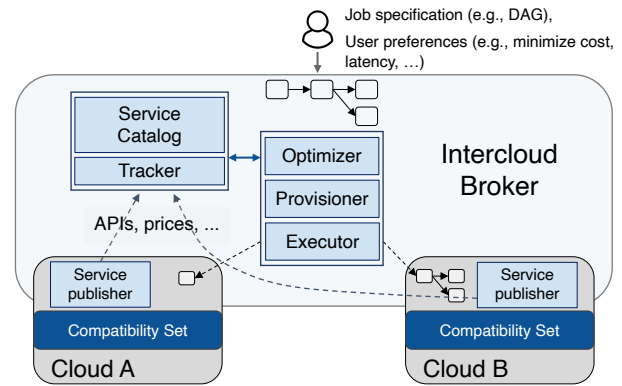 Job specification (e.g., DAG),
User preferences (e.g., minimize cost,
latency, …)
Service
Catalog
Tracker
Optimizer
Provisioner
Executor
Intercloud
Broker
APIs, prices, ...
Service
publisher
Compatibility Set
Cloud A
Service
publisher
Compatibility Set
Cloud B